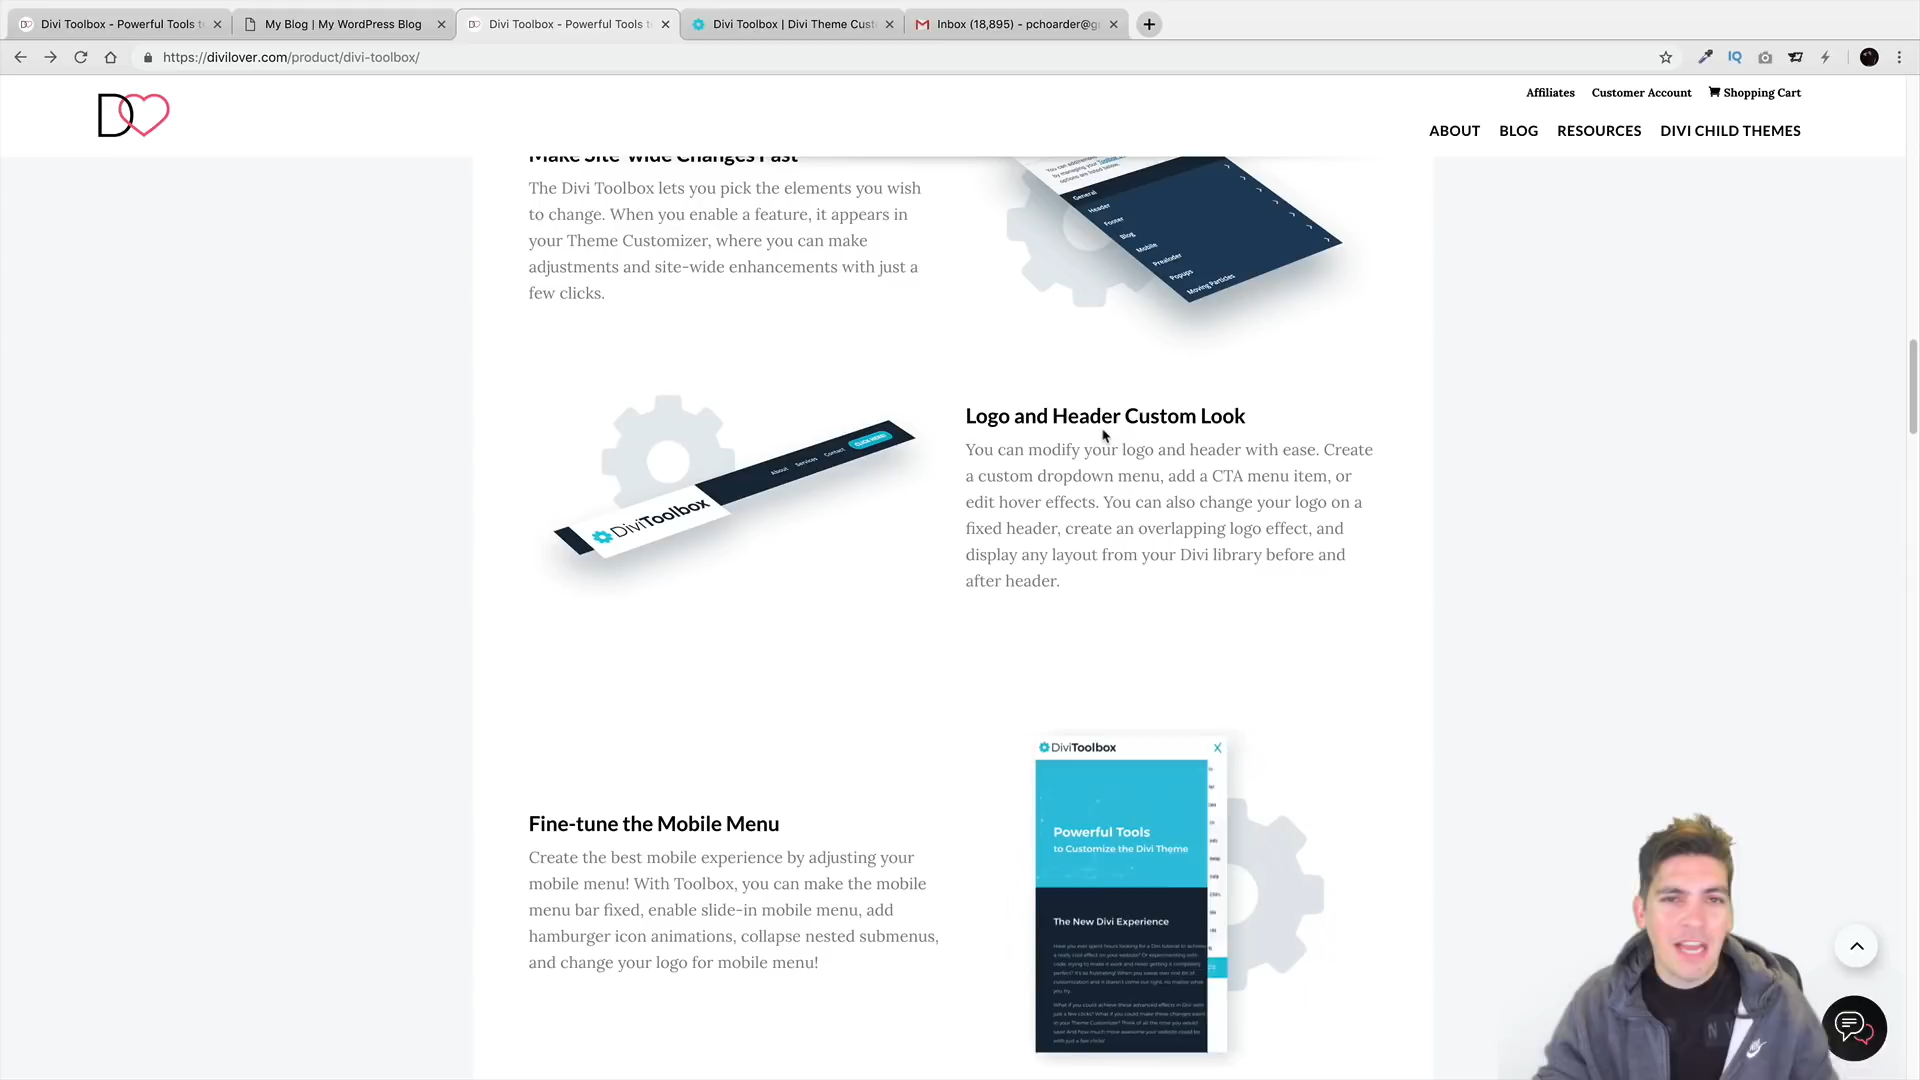 Divi Toolbox - Powerful Tools t
My Blog | My WordPress Blog
Divi Toolbox - Powerful Tools t
Divi Toolbox | Divi Theme Cust
Inbox (18,895) - pchoarder@g
https://divilover.com/product/divi-toolbox/
Affiliates
Customer Account
Shopping Cart
ABOUT
BLOG
RESOURCES
DIVI CHILD THEMES
Make Site-wide Changes Fast
The Divi Toolbox lets you pick the elements you wish
to change. When you enable a feature, it appears in
your Theme Customizer, where you can make
adjustments and site-wide enhancements with just a
few clicks.
General
Header
Footer
Blog
Mobile
Preloader
Popups
Moving Particles
About
Services
Contact
CLICK HERE!
DiviToolbox
Logo and Header Custom Look
You can modify your logo and header with ease. Create
a custom dropdown menu, add a CTA menu item, or
edit hover effects. You can also change your logo on a
fixed header, create an overlapping logo effect, and
display any layout from your Divi library before and
after header.
Fine-tune the Mobile Menu
Create the best mobile experience by adjusting your
mobile menu! With Toolbox, you can make the mobile
menu bar fixed, enable slide-in mobile menu, add
hamburger icon animations, collapse nested submenus,
and change your logo for mobile menu!
DiviToolbox
X
Powerful Tools
to Customize the Divi Theme
The New Divi Experience